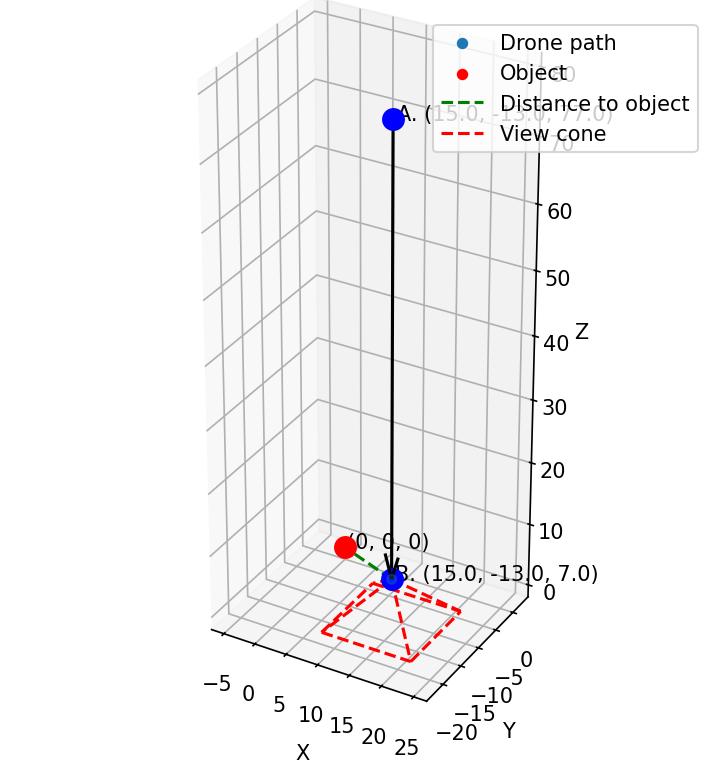 Drone path
Object
Distance to object
View cone
80
A. (15.0, -13.0, 77.0)
70
60
50
40 Z
30
20
10
0
(0, 0, 0)
B. (15.0, -13.0, 7.0)
−5 0 5 10 15 20 25
X
0
−5
−10
−15
−20
Y